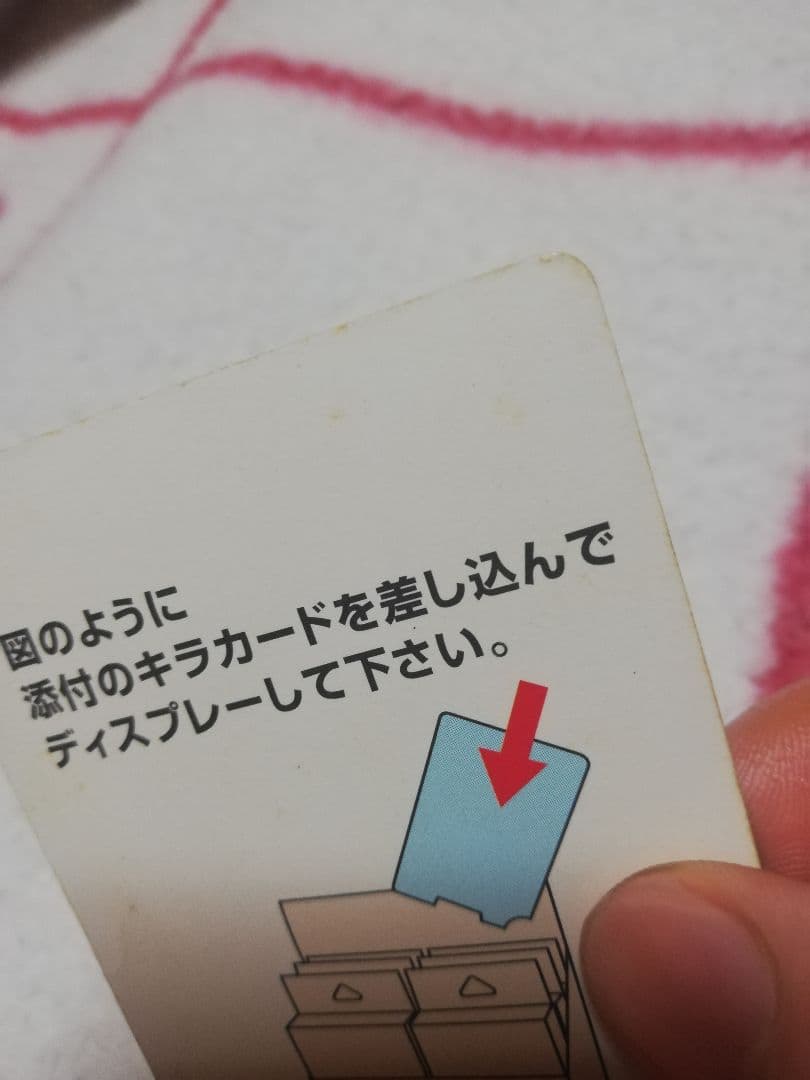 図のように
添付のキラカードを差し込んで
ディスプレーして下さい。